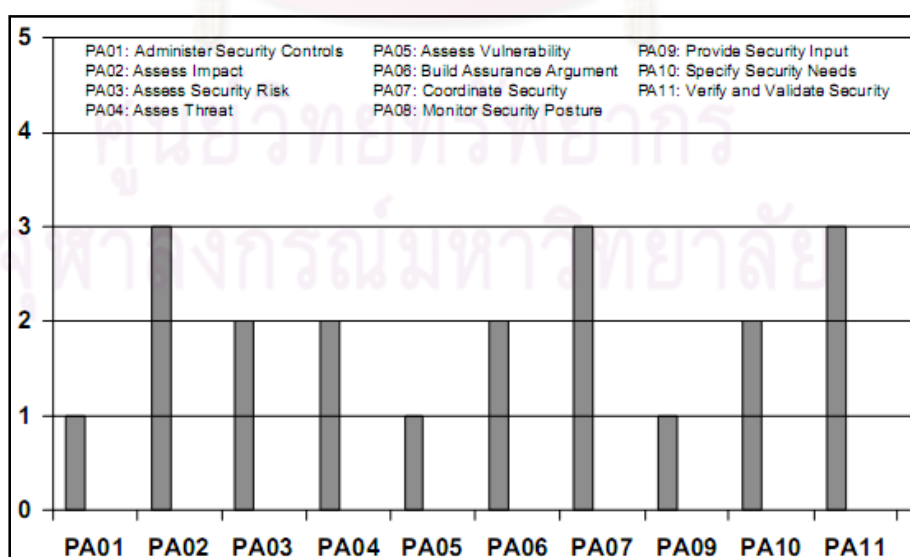 5
PA01: Administer Security Controls PA05: Assess Vulnerability PA09: Provide Security Input
PA02: Assess Impact PA06: Build Assurance Argument PA10: Specify Security Needs
PA03: Assess Security Risk PA07: Coordinate Security PA11: Verify and Validate Security
PA04: Asses Threat PA08: Monitor Security Posture
4
ศูนย์วิทยทรัพยากร
3
จุฬาลงกรณ์มหาวิทยาลัย
2
1
0
PA01 PA02 PA03 PA04 PA05 PA06 PA07 PA09 PA10 PA11